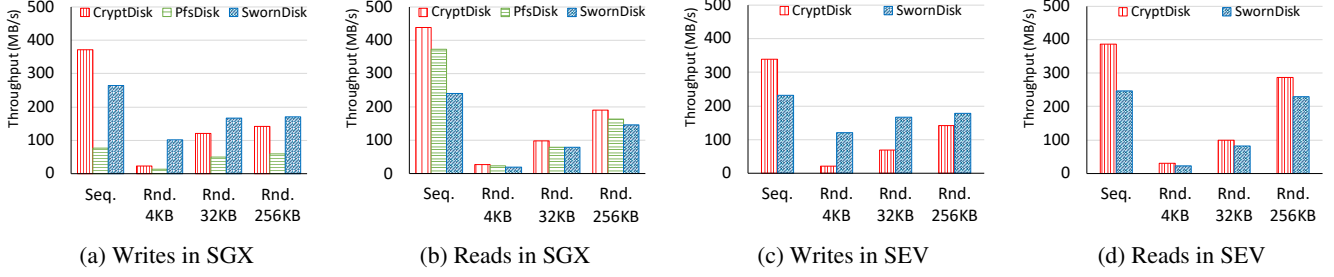 Throughput (MB/s)
500
400
300
200
100
0
CryptDisk PfsDisk SwornDisk
Seq. Rnd. Rnd. Rnd.
4KB 32KB 256KB
(a) Writes in SGX
Throughput (MB/s)
500
400
300
200
100
0
CryptDisk PfsDisk SwornDisk
Seq. Rnd. Rnd. Rnd.
4KB 32KB 256KB
(b) Reads in SGX
Throughput (MB/s)
500
400
300
200
100
0
CryptDisk SwornDisk
Seq. Rnd. Rnd. Rnd.
4KB 32KB 256KB
(c) Writes in SEV
Throughput (MB/s)
500
400
300
200
100
0
CryptDisk SwornDisk
Seq. Rnd. Rnd. Rnd.
4KB 32KB 256KB
(d) Reads in SEV